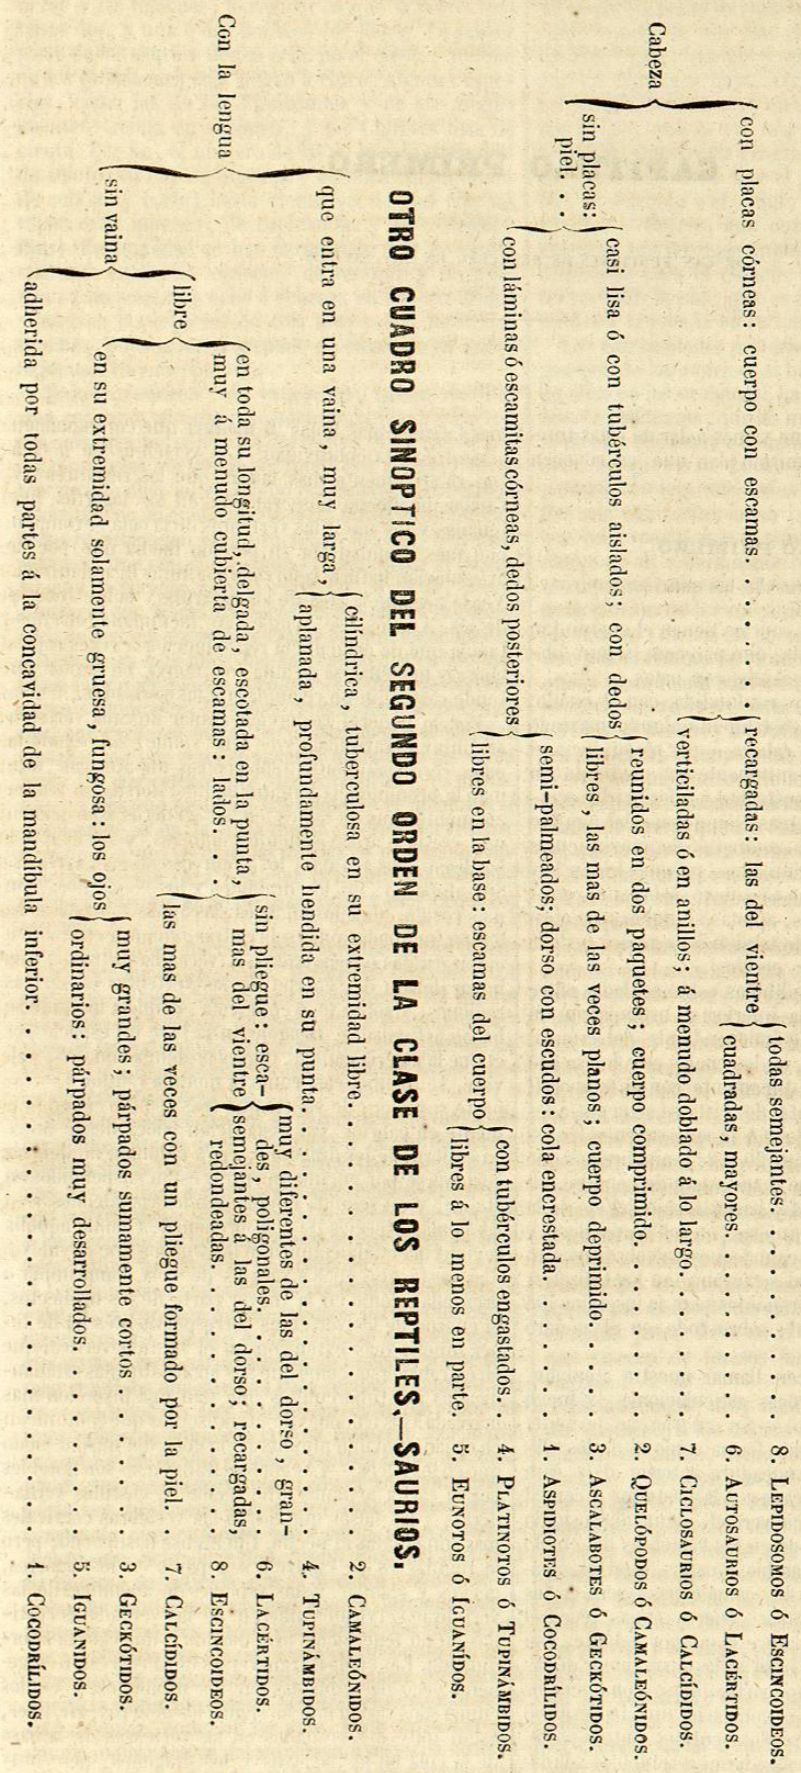 Cabeza
con placas córneas: cuerpo con escamas. . . . . . . .
recargadas: las del vientre
todas semejantes. . . . . . . . . . 8. LEPIDOSOMOS ó ESCINCOIDEOS.
cuadradas, mayores. . . . . . . . . 6. AUTOSAURIOS ó LACÉRTIDOS.
verticiladas ó en anillos; á menudo doblado á lo largo. . . . . . . 7. CICLOSAURIOS ó CALCÍDIDOS.
sin placas:
piel. . .
casi lisa ó con tubérculos aislados; con dedos
reunidos en dos paquetes; cuerpo comprimido. . . . . . . . 2. QUELÓPODOS ó CAMALEÓNIDOS.
libres, las mas de las veces planos; cuerpo deprimido. . . . . 3. ASCALABOTES ó GECKÓTIDOS.
con láminas ó escamitas córneas, dedos posteriores
semi-palmeados; dorso con escudos: cola encrestada. . . . . . 1. ASPIDIOTES ó COCODRÍLIDOS.
libres en la base: escamas del cuerpo
con tubérculos engastados. . 4. PLATINOTOS ó TUPINÁMBIDOS.
libres á lo menos en parte. 5. EUNOTOS ó IGUANÍDOS.
OTRO CUADRO SINOPTICO DEL SEGUNDO ORDEN DE LA CLASE DE LOS REPTILES.—SAURIOS.
Con la lengua
que entra en una vaina, muy larga,
cilíndrica, tuberculosa en su extremidad libre. . . . . . . . . . . . . . . . . . 2. CAMALEÓNIDOS.
aplanada, profundamente hendida en su punta. . . . . . . . . . . . . . . . . . 4. TUPINÁMBIDOS.
sin vaina
libre
en toda su longitud, delgada, escotada en la punta,
muy á menudo cubierta de escamas: lados. . .
sin pliegue: esca-
mas del vientre
muy diferentes de las del dorso, gran-
des, poligonales. . . . . . . . . . . 6. LACÉRTIDOS.
semejantes á las del dorso; recargadas,
redondeadas. . . . . . . . . . . . 8. ESCINCOIDEOS.
las mas de las veces con un pliegue formado por la piel. . 7. CALCÍDIDOS.
en su extremidad solamente gruesa, fungosa: los ojos
muy grandes; párpados sumamente cortos . . . . . . . 3. GECKÓTIDOS.
ordinarios: párpados muy desarrollados. . . . . . . . 5. IGUANIDOS.
adherida por todas partes á la concavidad de la mandíbula inferior. . . . . . . . . . . . . . . . . . . . . . 1. COCODRÍLIDOS.